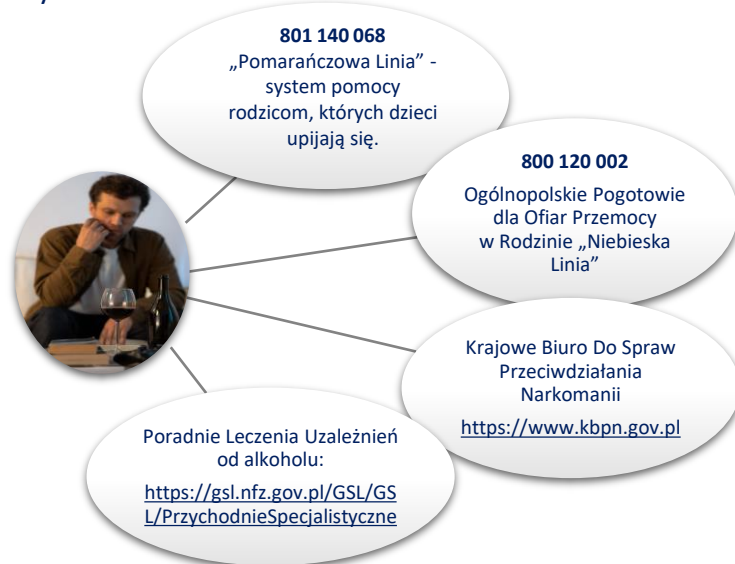 801 140 068
„Pomarańczowa Linia” -
system pomocy
rodzicom, których dzieci
upijają się.
800 120 002
Ogólnopolskie Pogotowie
dla Ofiar Przemocy
w Rodzinie „Niebieska
Linia”
Krajowe Biuro Do Spraw
Przeciwdziałania
Narkomanii
https://www.kbpn.gov.pl
Poradnie Leczenia Uzależnień
od alkoholu:
https://gsl.nfz.gov.pl/GSL/GS
L/PrzychodnieSpecjalistyczne